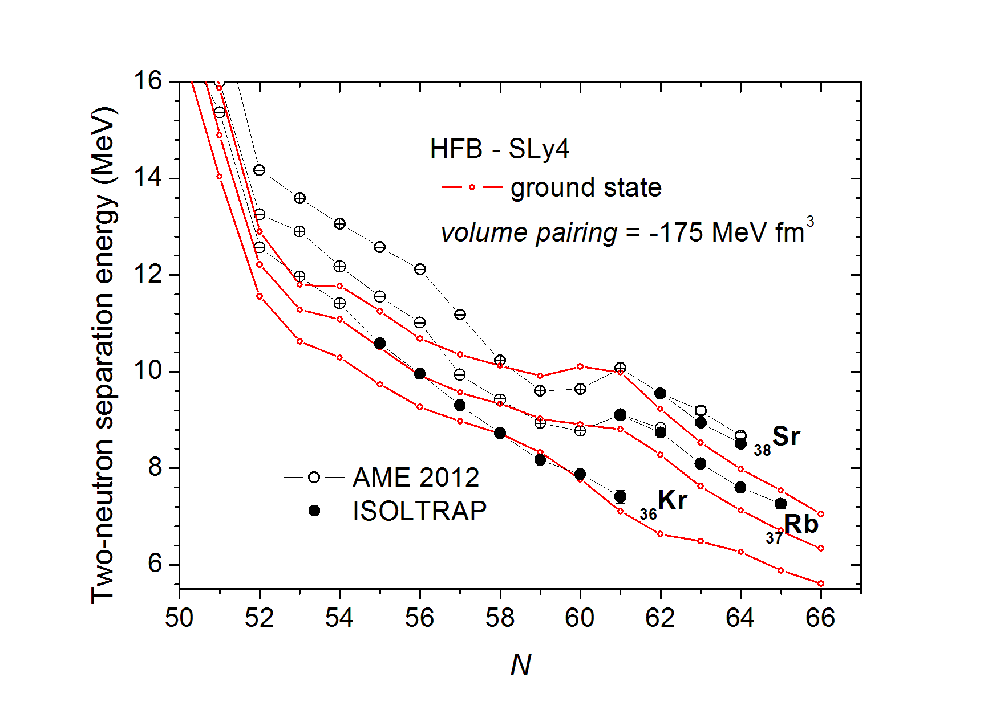 16
14
12
10
8
6
Two-neutron separation energy (MeV)
HFB - SLy4
ground state
volume pairing = -175 MeV fm³
AME 2012
ISOLTRAP
₃₈Sr
₃₆Kr
₃₇Rb
50 52 54 56 58 60 62 64 66
N